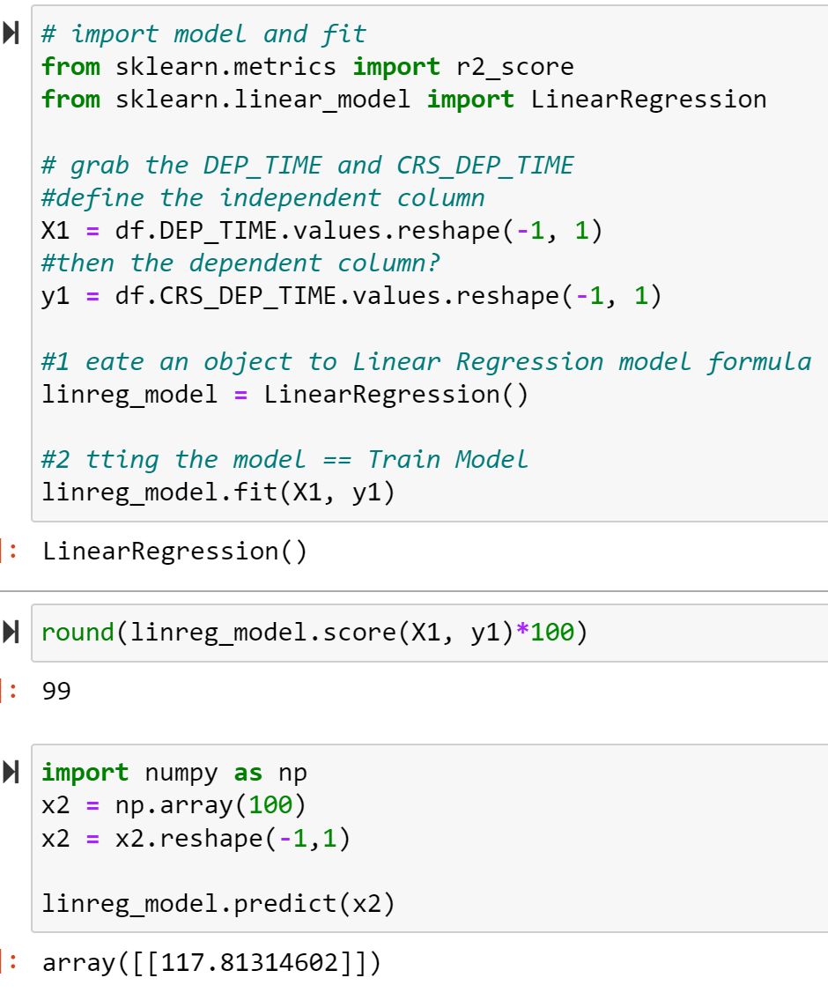 # import model and fit
from sklearn.metrics import r2_score
from sklearn.linear_model import LinearRegression
# grab the DEP_TIME and CRS_DEP_TIME
#define the independent column
X1 = df.DEP_TIME.values.reshape(-1, 1)
#then the dependent column?
y1 = df.CRS_DEP_TIME.values.reshape(-1, 1)
#1 eate an object to Linear Regression model formula
linreg_model = LinearRegression()
#2 tting the model == Train Model
linreg_model.fit(X1, y1)
]: LinearRegression()
round(linreg_model.score(X1, y1)*100)
]: 99
import numpy as np
x2 = np.array(100)
x2 = x2.reshape(-1,1)
linreg_model.predict(x2)
]: array([[117.81314602]])